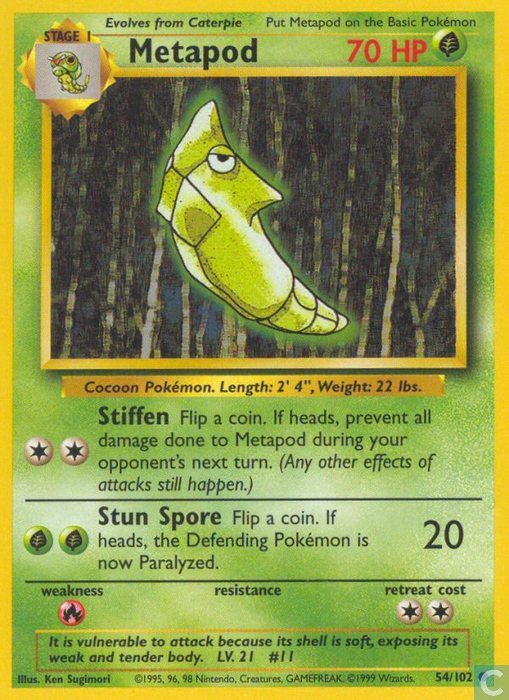 Evolves from Caterpie Put Metapod on the Basic Pokémon
STAGE 1
Metapod 70 HP
Cocoon Pokémon. Length: 2' 4", Weight: 22 lbs.
Stiffen Flip a coin. If heads, prevent all
damage done to Metapod during your
opponent's next turn. (Any other effects of
attacks still happen.)
Stun Spore Flip a coin. If
heads, the Defending Pokémon is
now Paralyzed.
20
weakness resistance retreat cost
It is vulnerable to attack because its shell is soft, exposing its
weak and tender body. LV. 21 #11
Illus. Ken Sugimori ©1995, 96, 98 Nintendo, Creatures, GAMEFREAK. ©1999 Wizards. 54/102
C